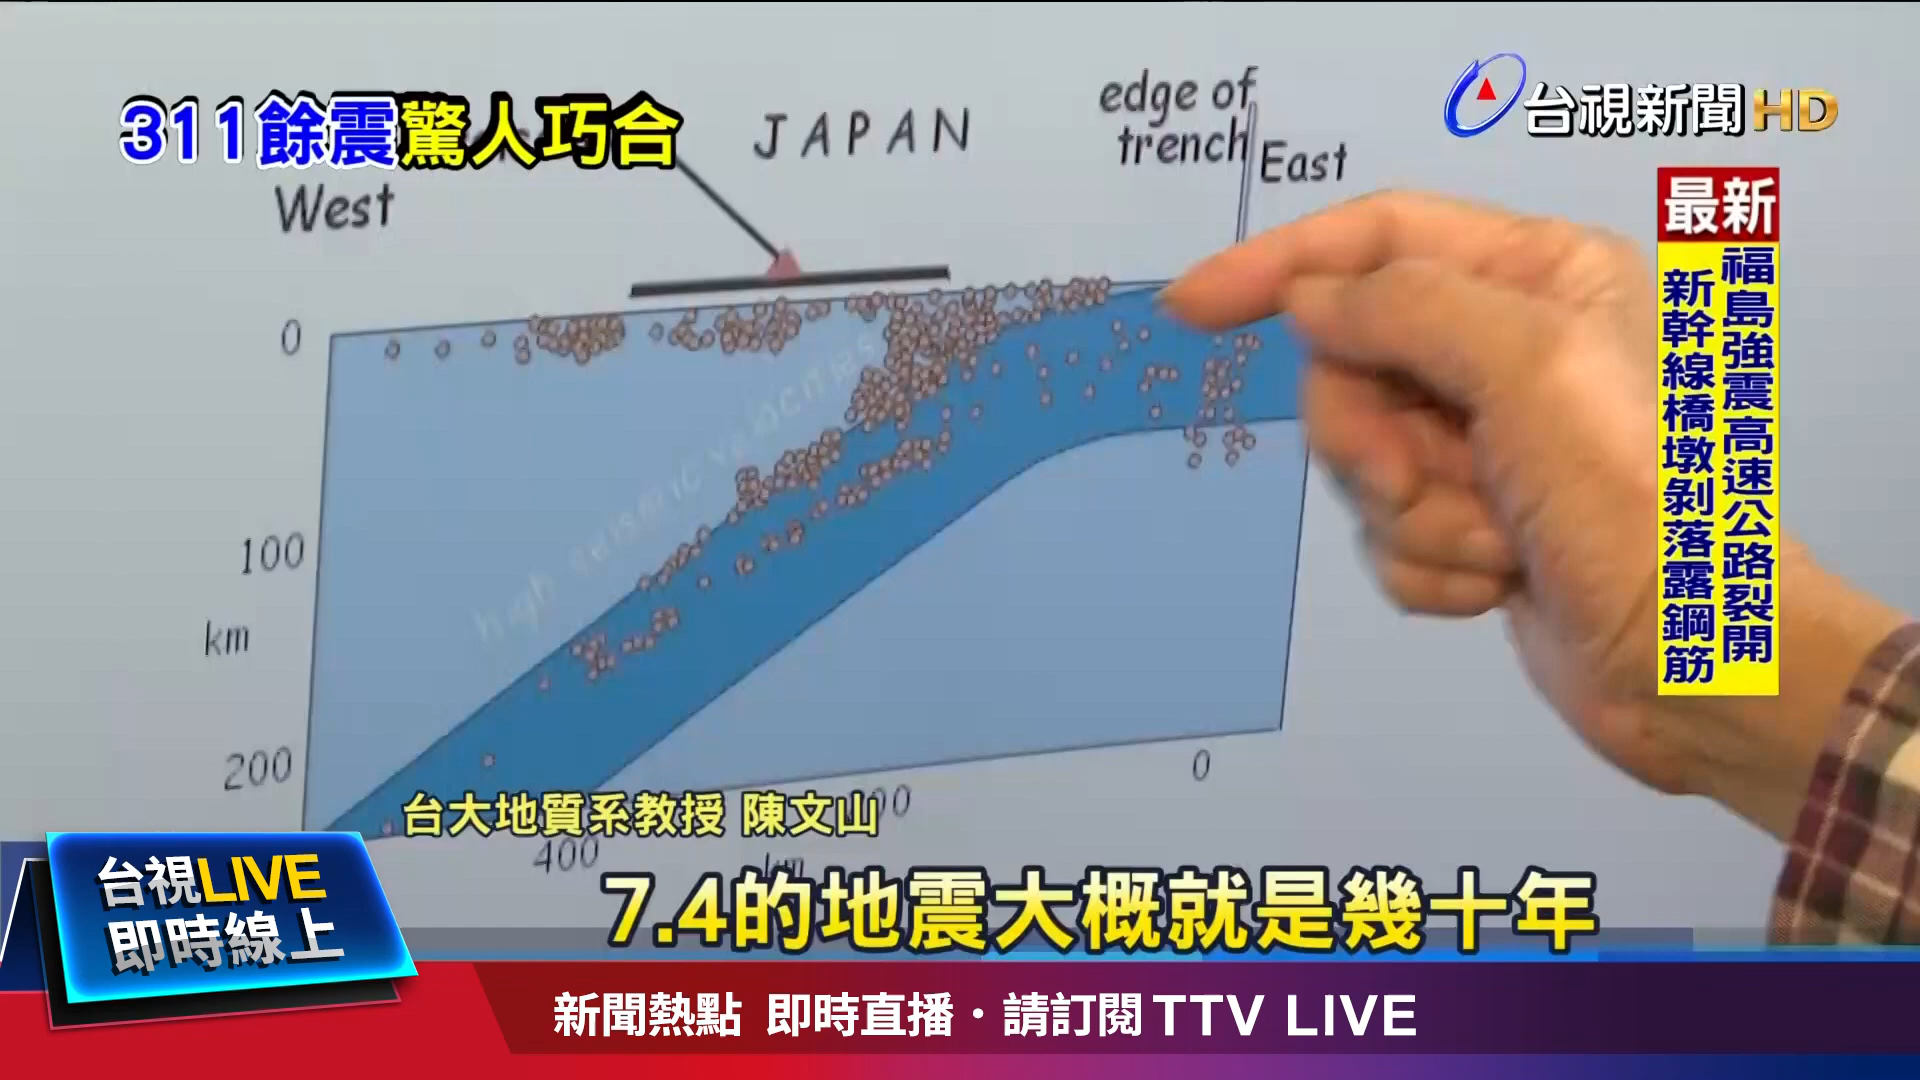 311餘震驚人巧合
台視新聞HD
JAPAN
edge of
trench
East
West
最新
福島強震高速公路裂開
新幹線橋墩剝落露鋼筋
0
high seismic velocities
100
km
200
0
400
km
台大地質系教授 陳文山
7.4的地震大概就是幾十年
台視LIVE
即時線上
新聞熱點 即時直播・請訂閱TTV LIVE